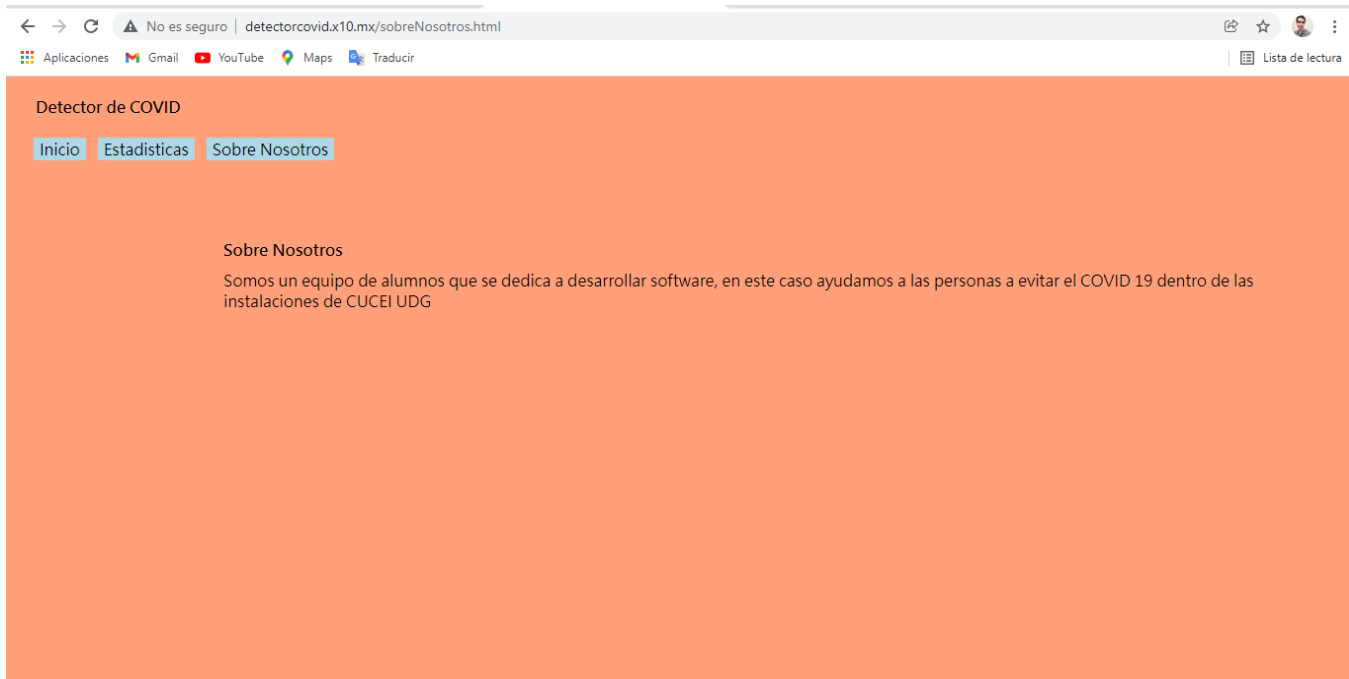 No es seguro | detectorcovid.x10.mx/sobreNosotros.html
Aplicaciones Gmail YouTube Maps Traducir Lista de lectura
Detector de COVID
Inicio Estadisticas Sobre Nosotros
Sobre Nosotros
Somos un equipo de alumnos que se dedica a desarrollar software, en este caso ayudamos a las personas a evitar el COVID 19 dentro de las
instalaciones de CUCEI UDG